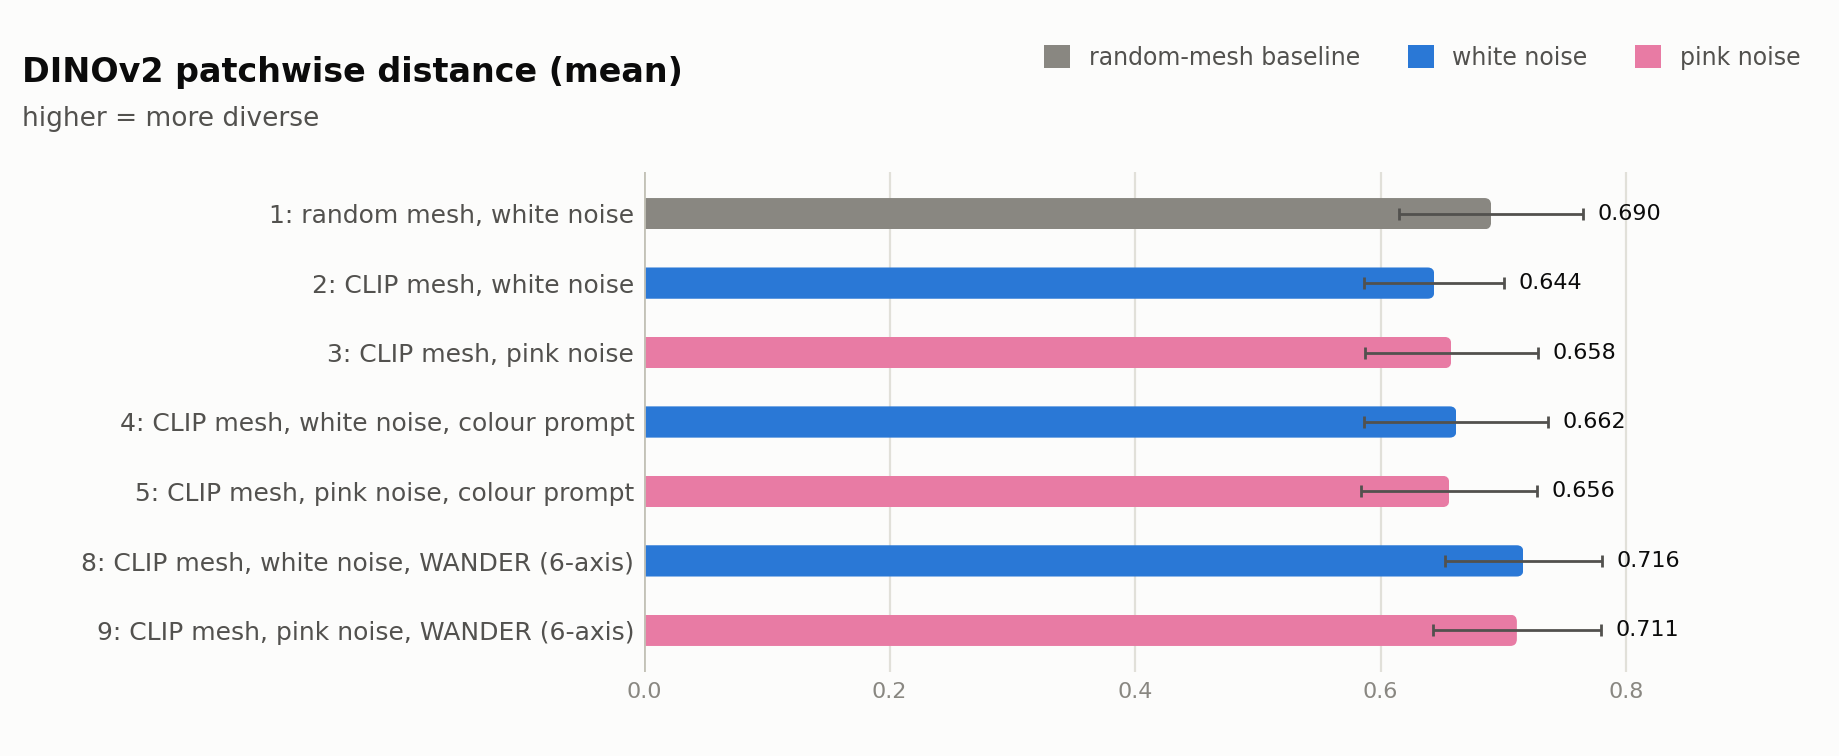 DINOv2 patchwise distance (mean)
higher = more diverse
random-mesh baseline
white noise
pink noise
1: random mesh, white noise
0.690
2: CLIP mesh, white noise
0.644
3: CLIP mesh, pink noise
0.658
4: CLIP mesh, white noise, colour prompt
0.662
5: CLIP mesh, pink noise, colour prompt
0.656
8: CLIP mesh, white noise, WANDER (6-axis)
0.716
9: CLIP mesh, pink noise, WANDER (6-axis)
0.711
0.0
0.2
0.4
0.6
0.8